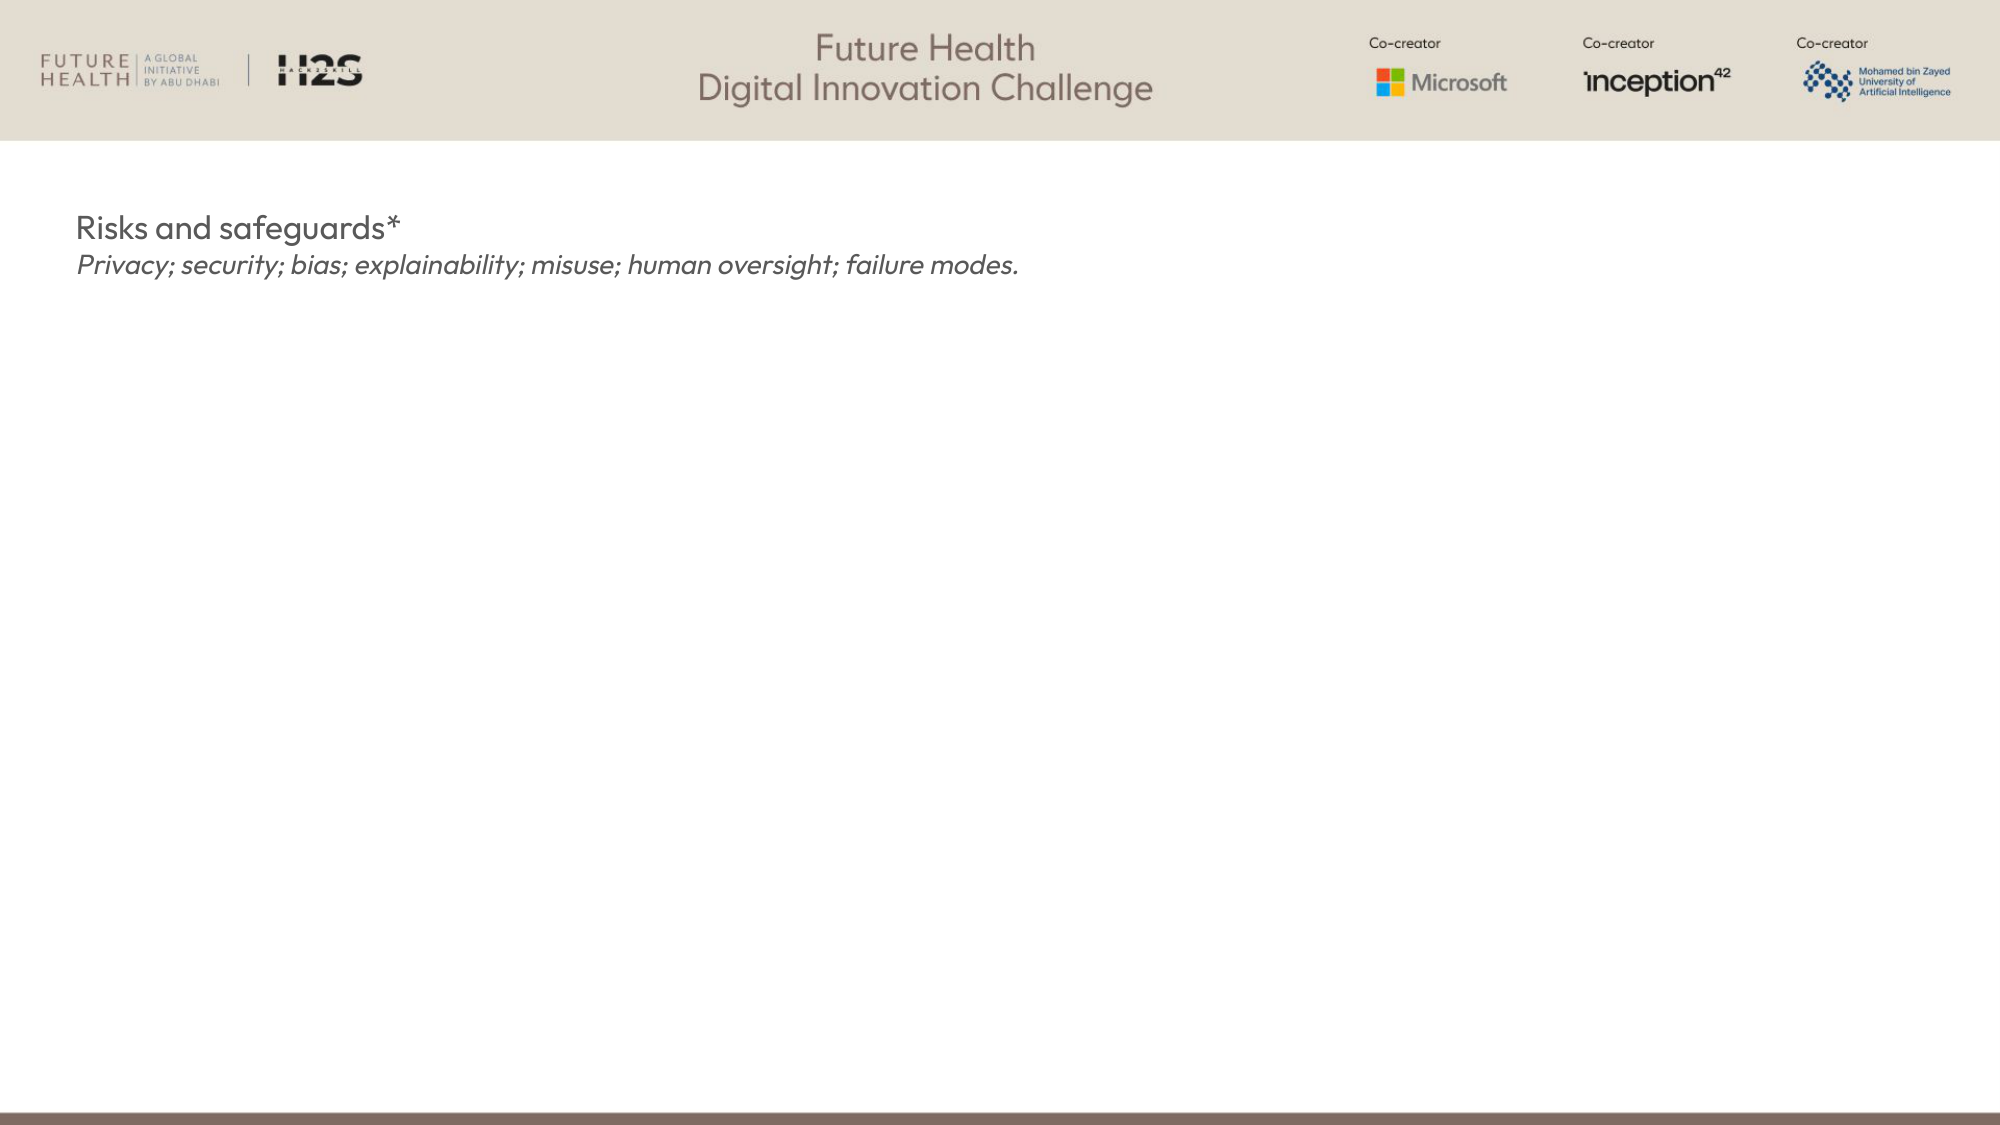 FUTURE
HEALTH
A GLOBAL
INITIATIVE
BY ABU DHABI
H2S
HACK2SKILL
Future Health
Digital Innovation Challenge
Co-creator
Microsoft
Co-creator
inception42
Co-creator
Mohamed bin Zayed
University of
Artificial Intelligence
Risks and safeguards*
Privacy; security; bias; explainability; misuse; human oversight; failure modes.